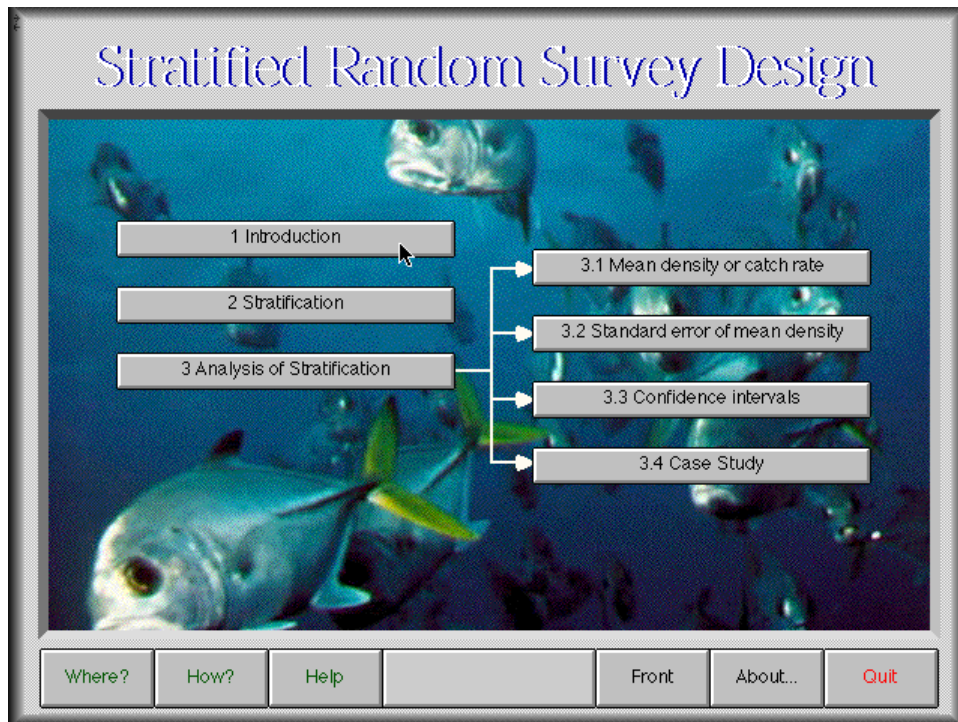 Stratified Random Survey Design
1 Introduction
2 Stratification
3 Analysis of Stratification
3.1 Mean density or catch rate
3.2 Standard error of mean density
3.3 Confidence intervals
3.4 Case Study
Where?
How?
Help
Front
About...
Quit